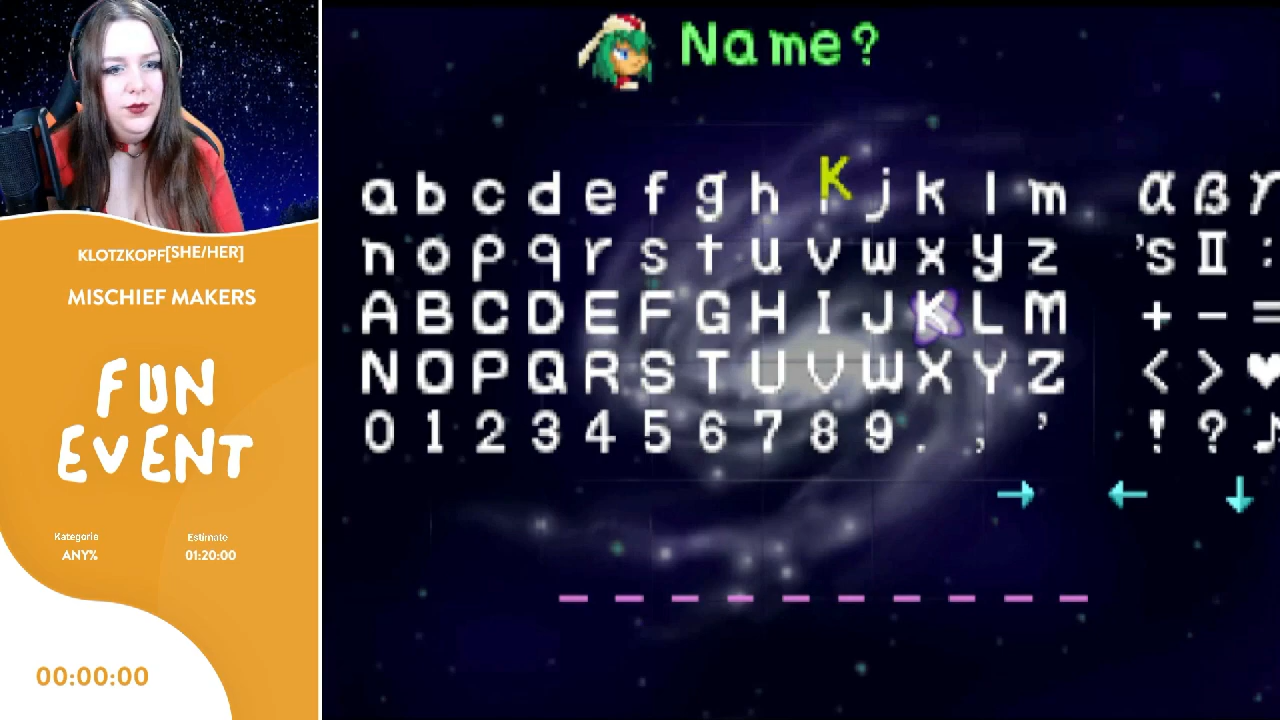 KLOTZKOPF[SHE/HER]
MISCHIEF MAKERS
FUN
EVENT
Kategorie
ANY%
Estimate
01:20:00
00:00:00
Name?
K
a b c d e f g h i j k l m
n o p q r s t u v w x y z
A B C D E F G H I J K L M
N O P Q R S T U V W X Y Z
0 1 2 3 4 5 6 7 8 9 . , ’
α β γ
’S Ⅱ :
+ - =
< > ♥
! ? ♪
→ ← ↓
_ _ _ _ _ _ _ _ _ _